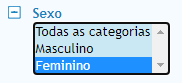 Sexo
Todas as categorias
Masculino
Feminino